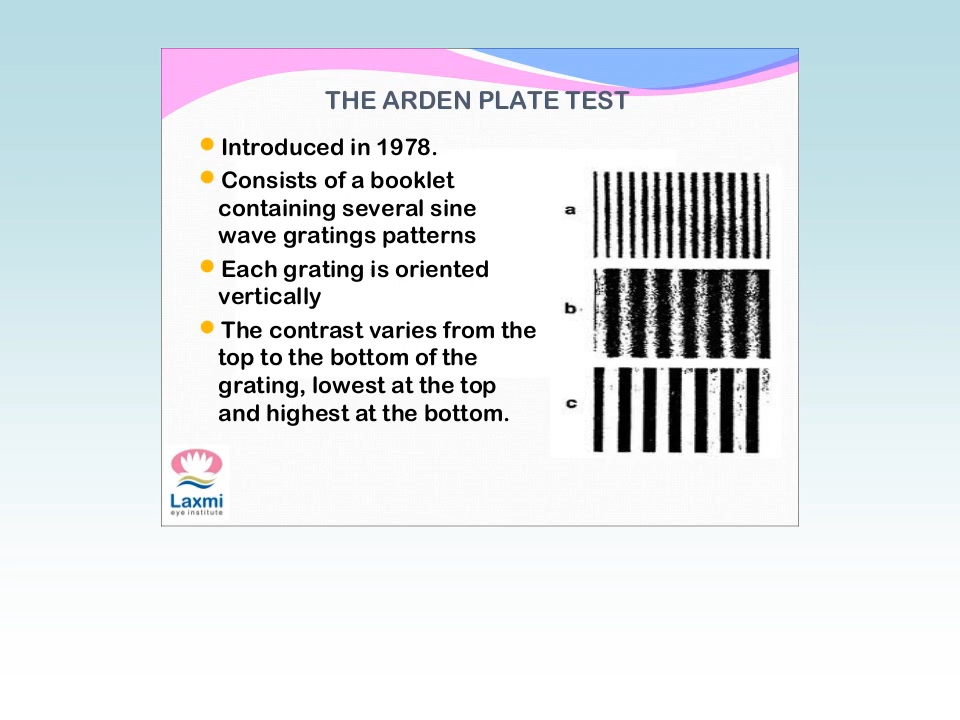 THE ARDEN PLATE TEST
Introduced in 1978.
Consists of a booklet
containing several sine
wave gratings patterns
Each grating is oriented
vertically
The contrast varies from the
top to the bottom of the
grating, lowest at the top
and highest at the bottom.
a
b
c
Laxmi
eye institute